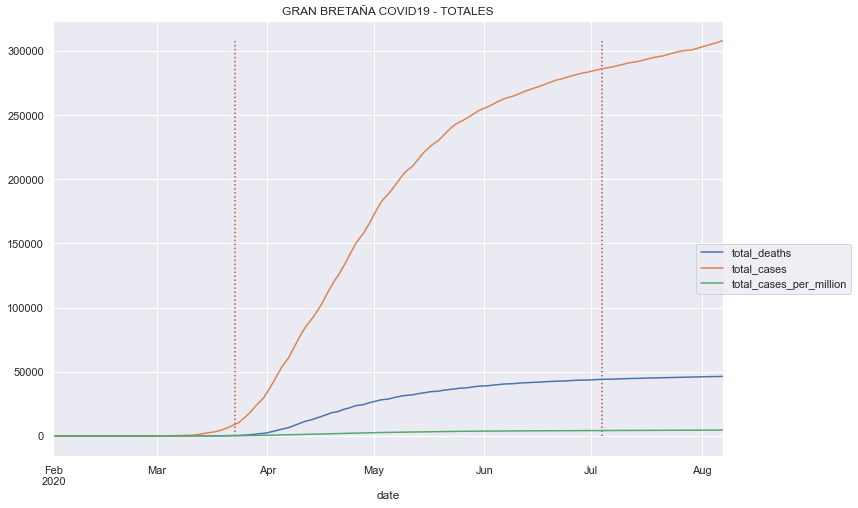 GRAN BRETAÑA COVID19 - TOTALES
300000
250000
200000
150000
100000
50000
0
total_deaths
total_cases
total_cases_per_million
Feb Mar Apr May Jun Jul Aug
2020
date